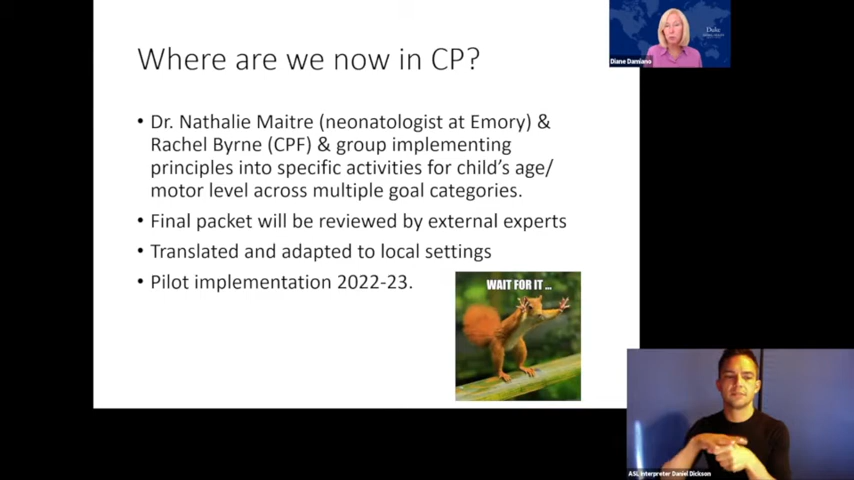 Where are we now in CP?
• Dr. Nathalie Maitre (neonatologist at Emory) &
Rachel Byrne (CPF) & group implementing
principles into specific activities for child's age/
motor level across multiple goal categories.
• Final packet will be reviewed by external experts
• Translated and adapted to local settings
• Pilot implementation 2022-23.
WAIT FOR IT ...
Duke
Diane Damiano
ASL Interpreter Daniel Dickson